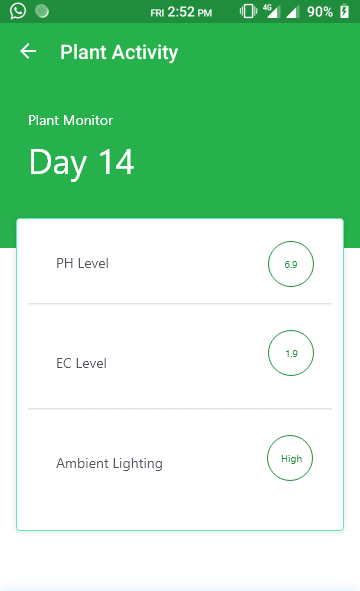 FRI 2:52 PM 4G 90%
Plant Activity
Plant Monitor
Day 14
PH Level 6.9
EC Level 1.9
Ambient Lighting High